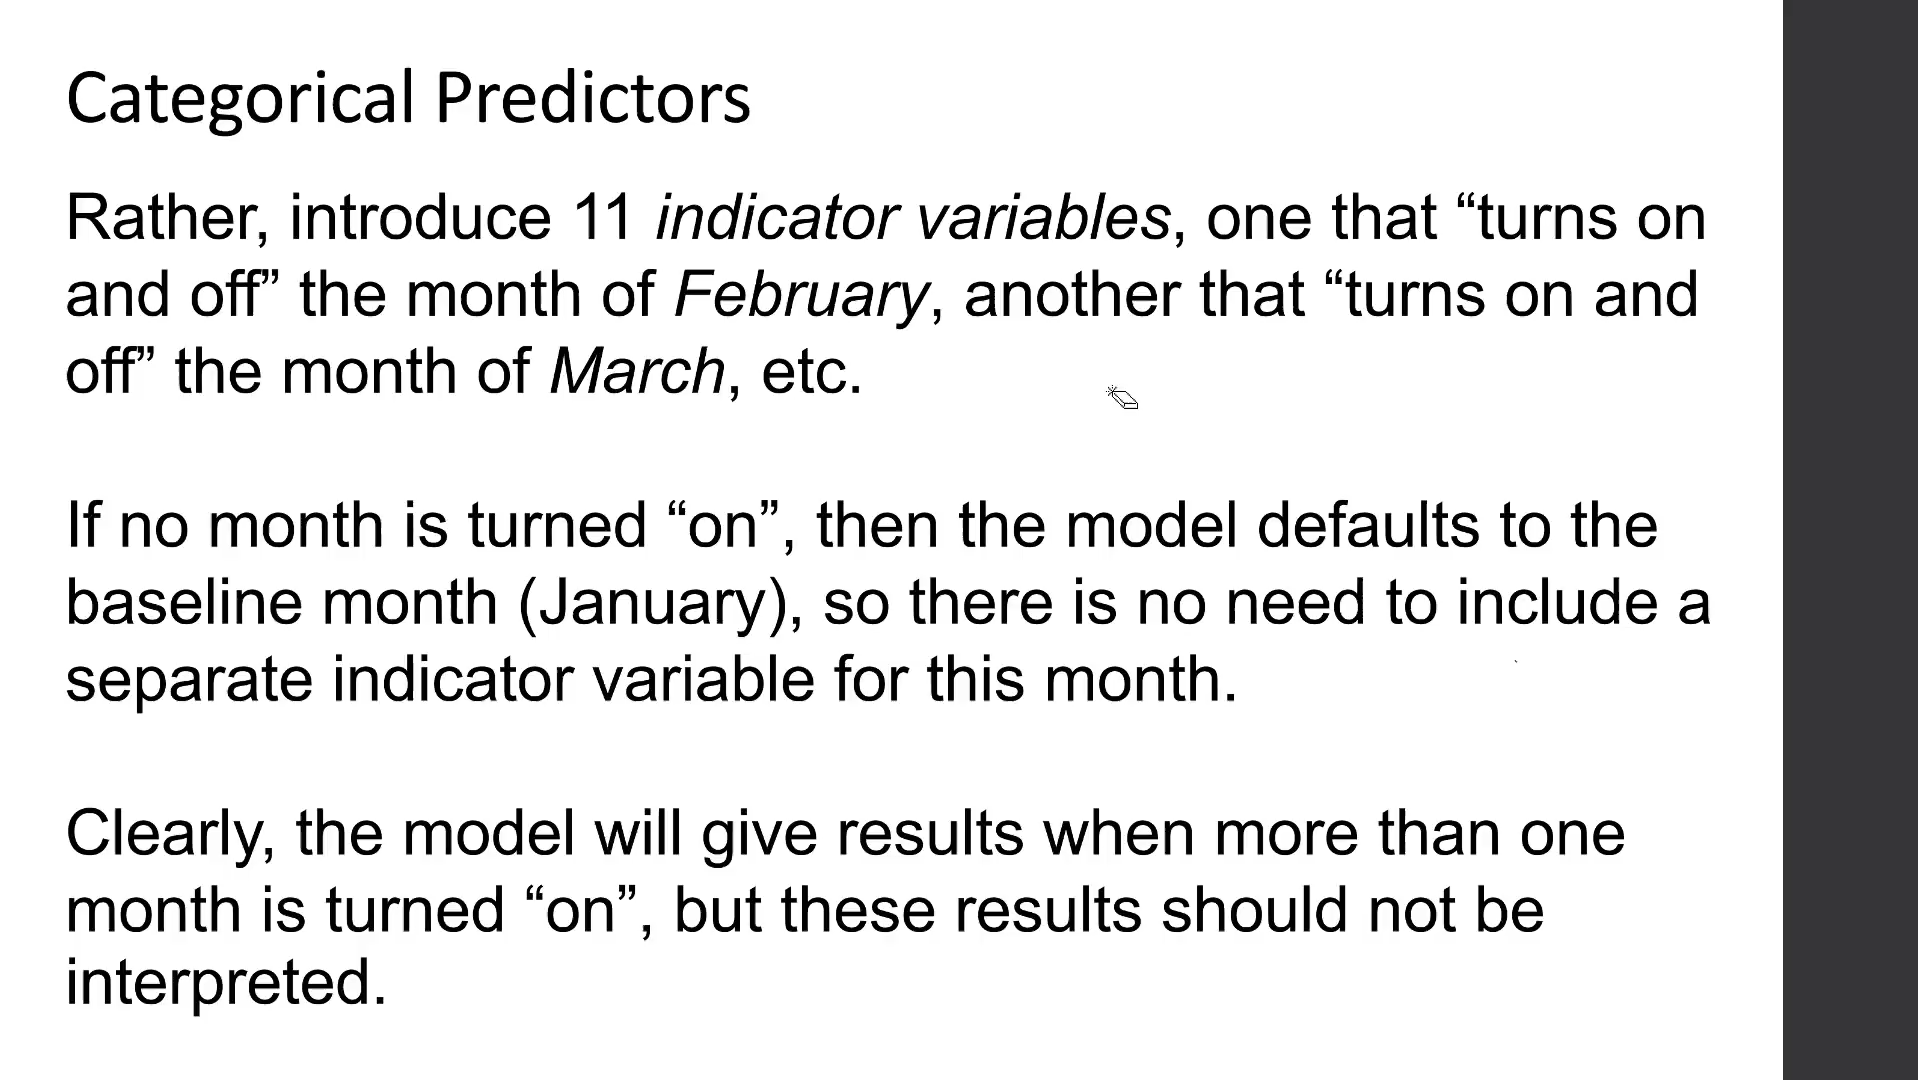 Categorical Predictors
Rather, introduce 11 indicator variables, one that “turns on
and off” the month of February, another that “turns on and
off” the month of March, etc.
If no month is turned “on”, then the model defaults to the
baseline month (January), so there is no need to include a
separate indicator variable for this month.
Clearly, the model will give results when more than one
month is turned “on”, but these results should not be
interpreted.